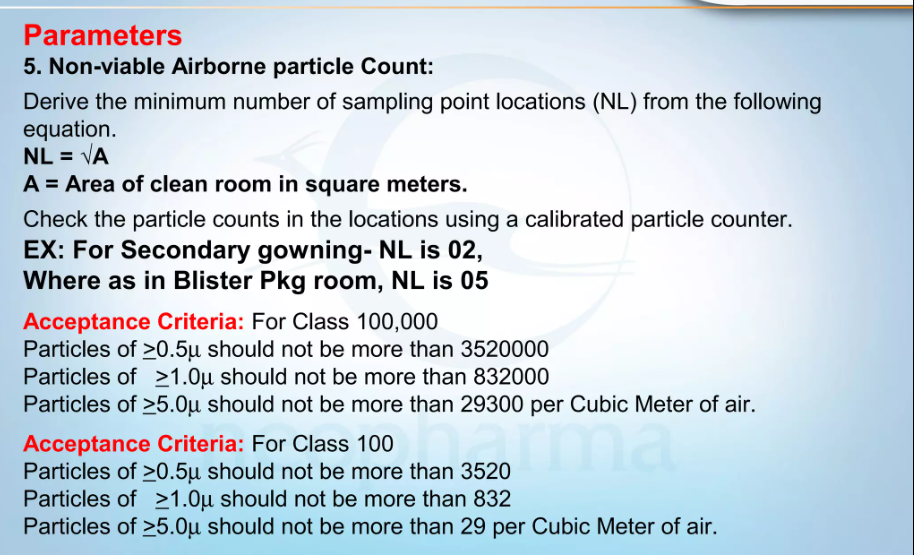 Parameters
5. Non-viable Airborne particle Count:
Derive the minimum number of sampling point locations (NL) from the following
equation.
NL = √A
A = Area of clean room in square meters.
Check the particle counts in the locations using a calibrated particle counter.
EX: For Secondary gowning- NL is 02,
Where as in Blister Pkg room, NL is 05
Acceptance Criteria: For Class 100,000
Particles of ≥0.5μ should not be more than 3520000
Particles of ≥1.0μ should not be more than 832000
Particles of ≥5.0μ should not be more than 29300 per Cubic Meter of air.
Acceptance Criteria: For Class 100
Particles of ≥0.5μ should not be more than 3520
Particles of ≥1.0μ should not be more than 832
Particles of ≥5.0μ should not be more than 29 per Cubic Meter of air.